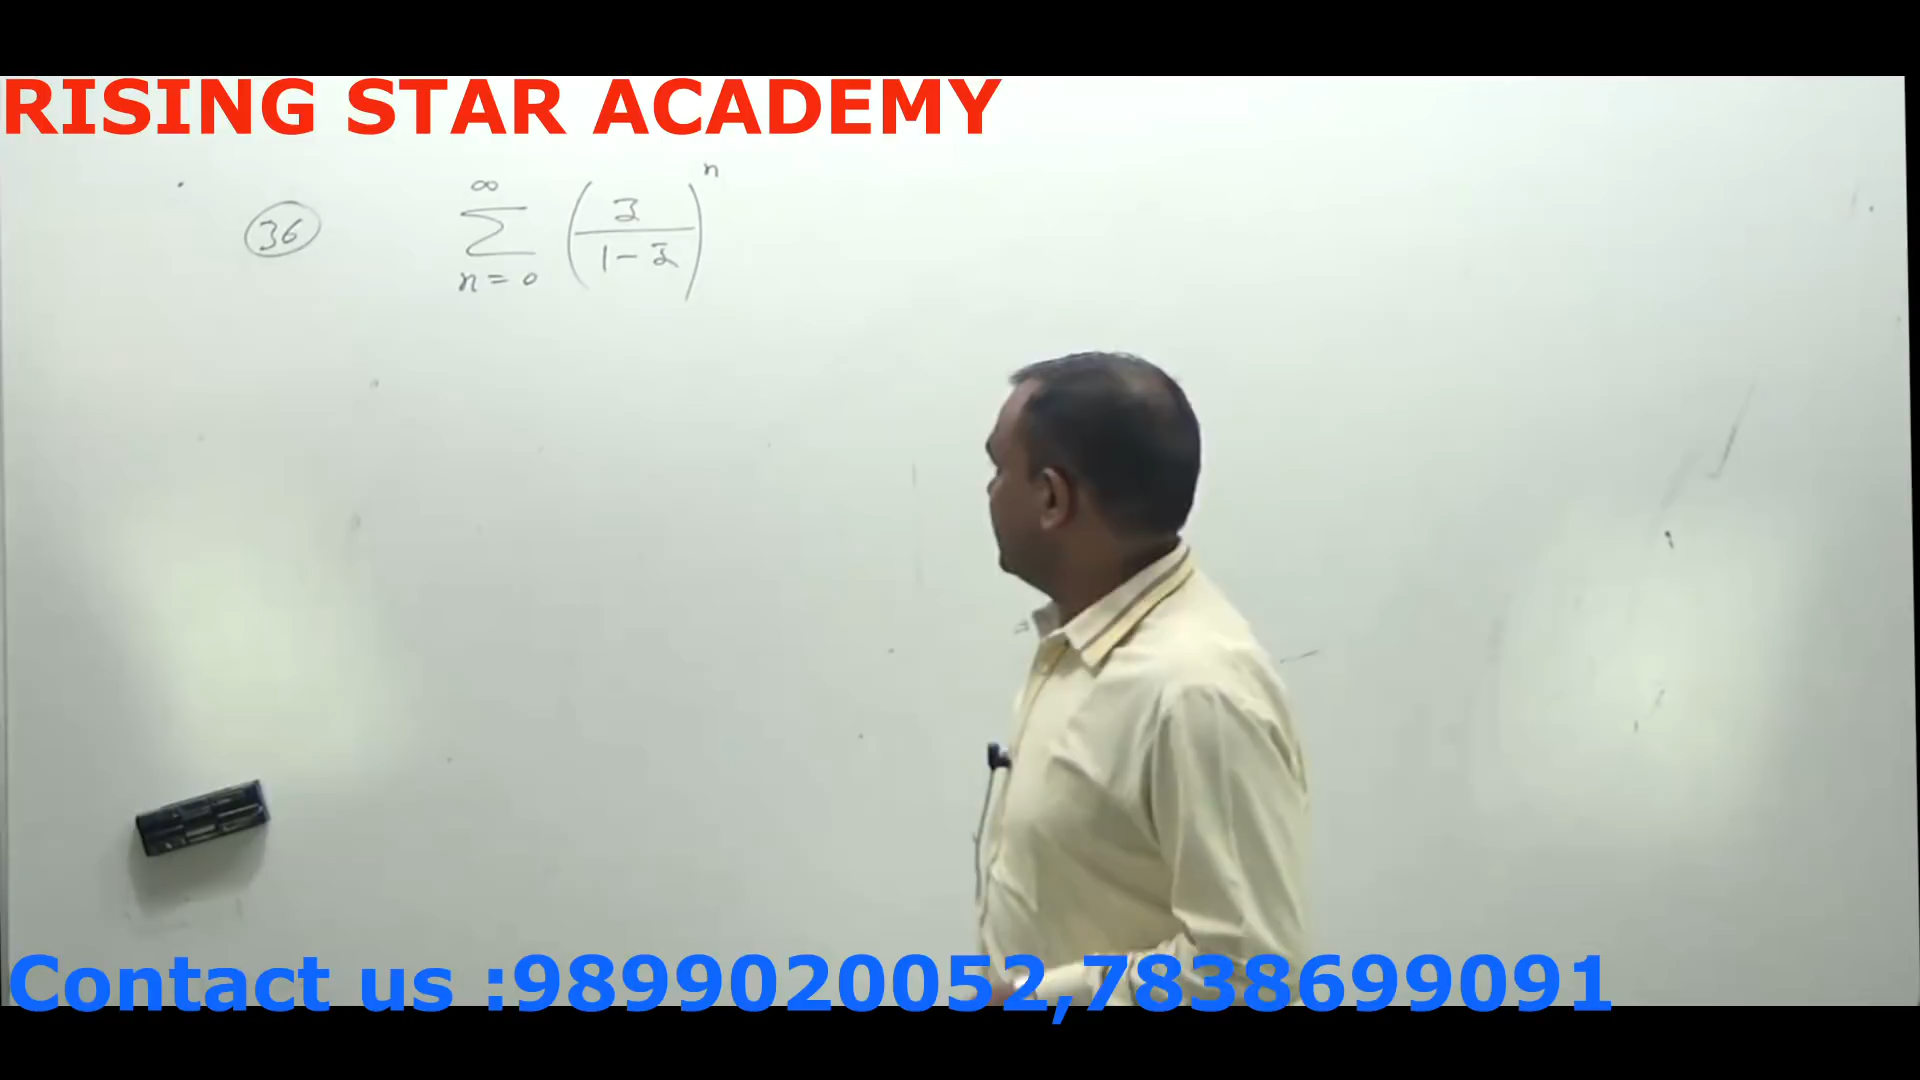 RISING STAR ACADEMY
36
∞ Σ n=0 (z / 1-z)^n
Contact us :9899020052,7838699091